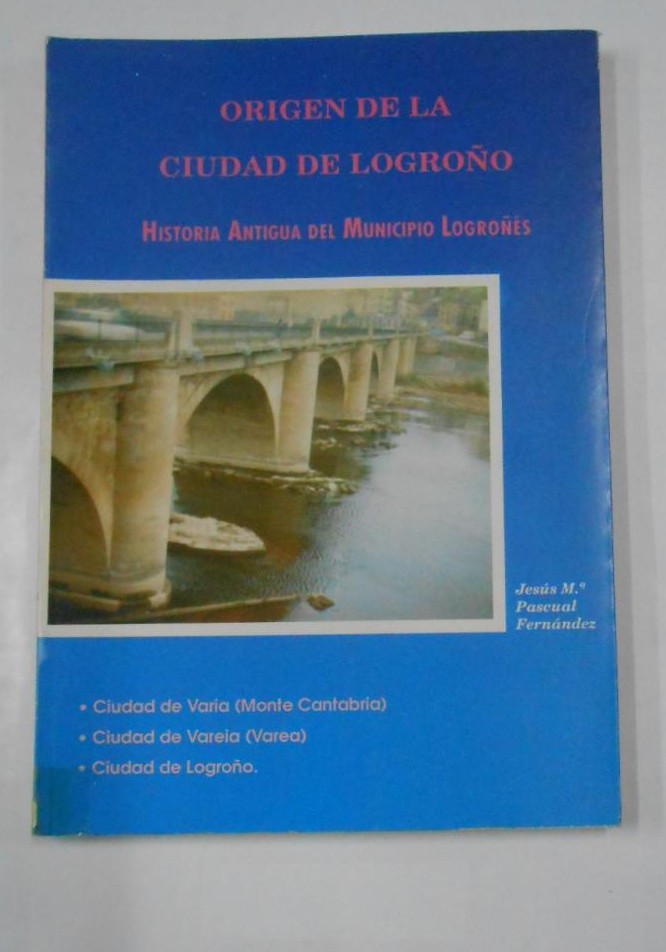 ORIGEN DE LA
CIUDAD DE LOGROÑO
HISTORIA ANTIGUA DEL MUNICIPIO LOGROÑÉS
Jesús M.ª
Pascual
Fernández
• Ciudad de Varia (Monte Cantabria)
• Ciudad de Vareia (Varea)
• Ciudad de Logroño.